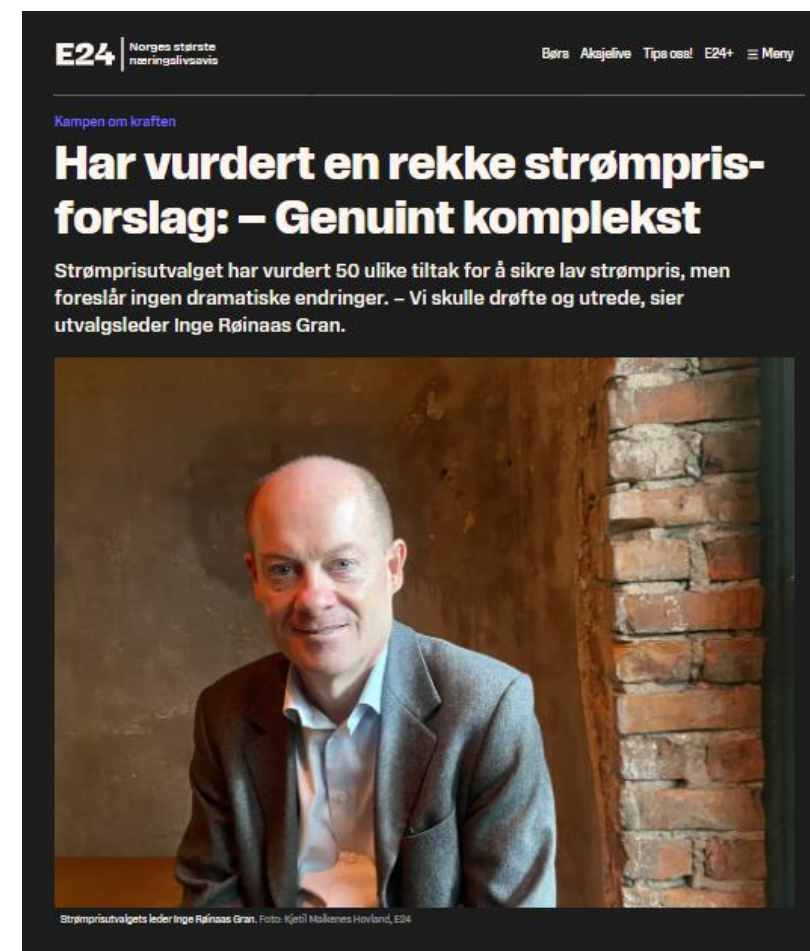 E24 Norges største
næringslivsavis
Børs Aksjelive Tips oss! E24+ Meny
Kampen om kraften
Har vurdert en rekke strømpris-
forslag: – Genuint komplekst
Strømprisutvalget har vurdert 50 ulike tiltak for å sikre lav strømpris, men
foreslår ingen dramatiske endringer. – Vi skulle drøfte og utrede, sier
utvalgsleder Inge Røinaas Gran.
Strømprisutvalgets leder Inge Røinaas Gran. Foto: Kjetil Malkenes Hovland, E24